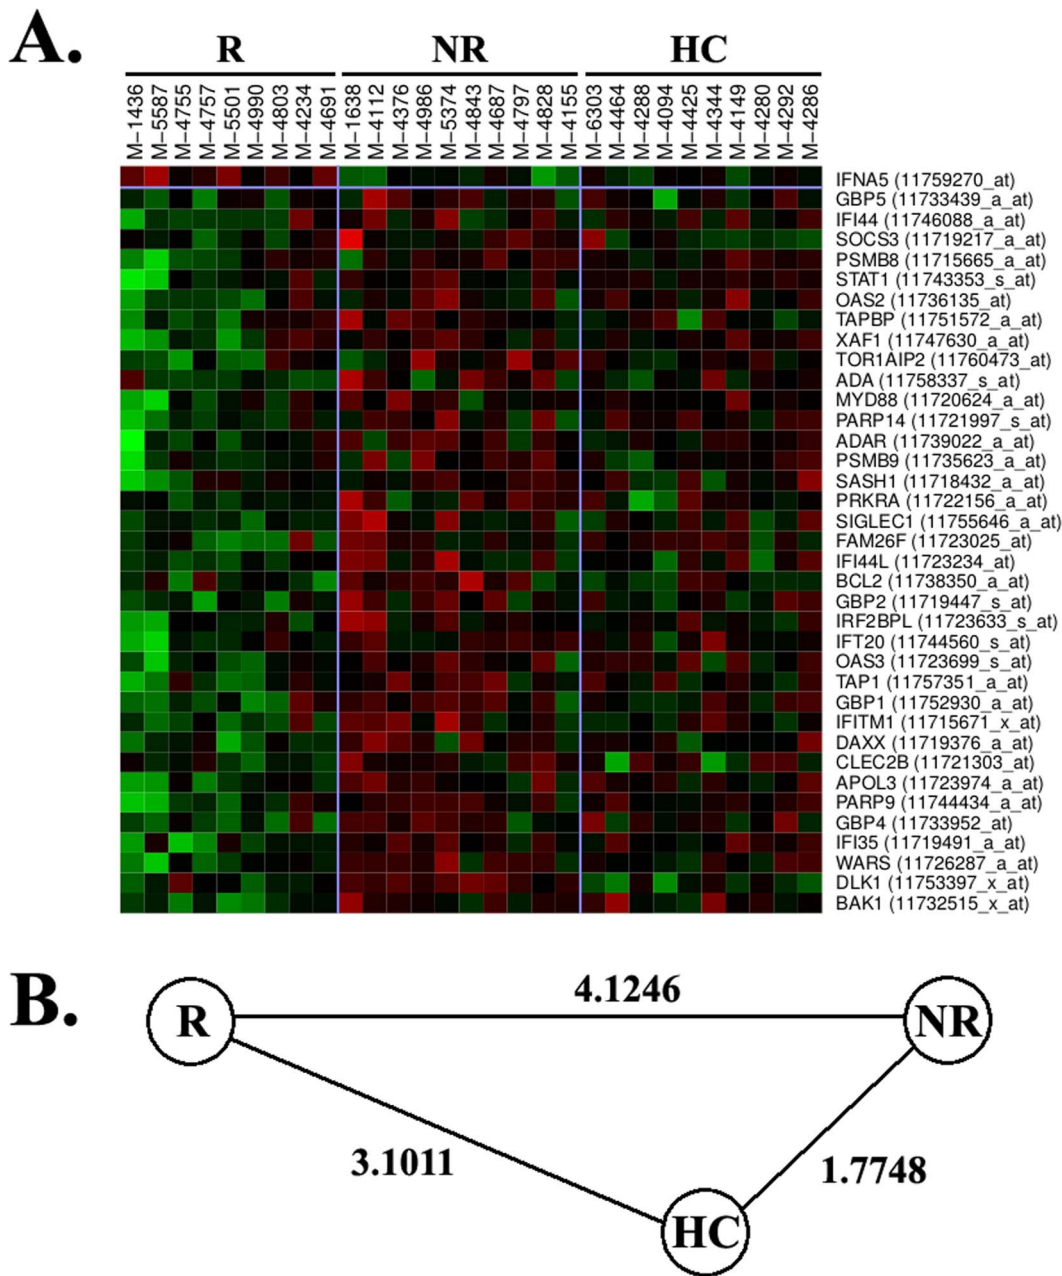 A.
R NR HC
M-1436
M-5587
M-4755
M-4757
M-5501
M-4990
M-4803
M-4234
M-4691
M-1638
M-4112
M-4376
M-4986
M-5374
M-4843
M-4687
M-4797
M-4828
M-4155
M-6303
M-4464
M-4288
M-4094
M-4425
M-4344
M-4149
M-4280
M-4292
M-4286
IFNA5 (11759270_at)
GBP5 (11733439_a_at)
IFI44 (11746088_a_at)
SOCS3 (11719217_a_at)
PSMB8 (11715665_a_at)
STAT1 (11743353_s_at)
OAS2 (11736135_at)
TAPBP (11751572_a_at)
XAF1 (11747630_a_at)
TOR1AIP2 (11760473_at)
ADA (11758337_s_at)
MYD88 (11720624_a_at)
PARP14 (11721997_s_at)
ADAR (11739022_a_at)
PSMB9 (11735623_a_at)
SASH1 (11718432_a_at)
PRKRA (11722156_a_at)
SIGLEC1 (11755646_a_at)
FAM26F (11723025_at)
IFI44L (11723234_at)
BCL2 (11738350_a_at)
GBP2 (11719447_s_at)
IRF2BPL (11723633_s_at)
IFT20 (11744560_s_at)
OAS3 (11723699_s_at)
TAP1 (11757351_a_at)
GBP1 (11752930_a_at)
IFITM1 (11715671_x_at)
DAXX (11719376_a_at)
CLEC2B (11721303_at)
APOL3 (11723974_a_at)
PARP9 (11744434_a_at)
GBP4 (11733952_at)
IFI35 (11719491_a_at)
WARS (11726287_a_at)
DLK1 (11753397_x_at)
BAK1 (11732515_x_at)
B.
4.1246
R NR
3.1011 1.7748
HC